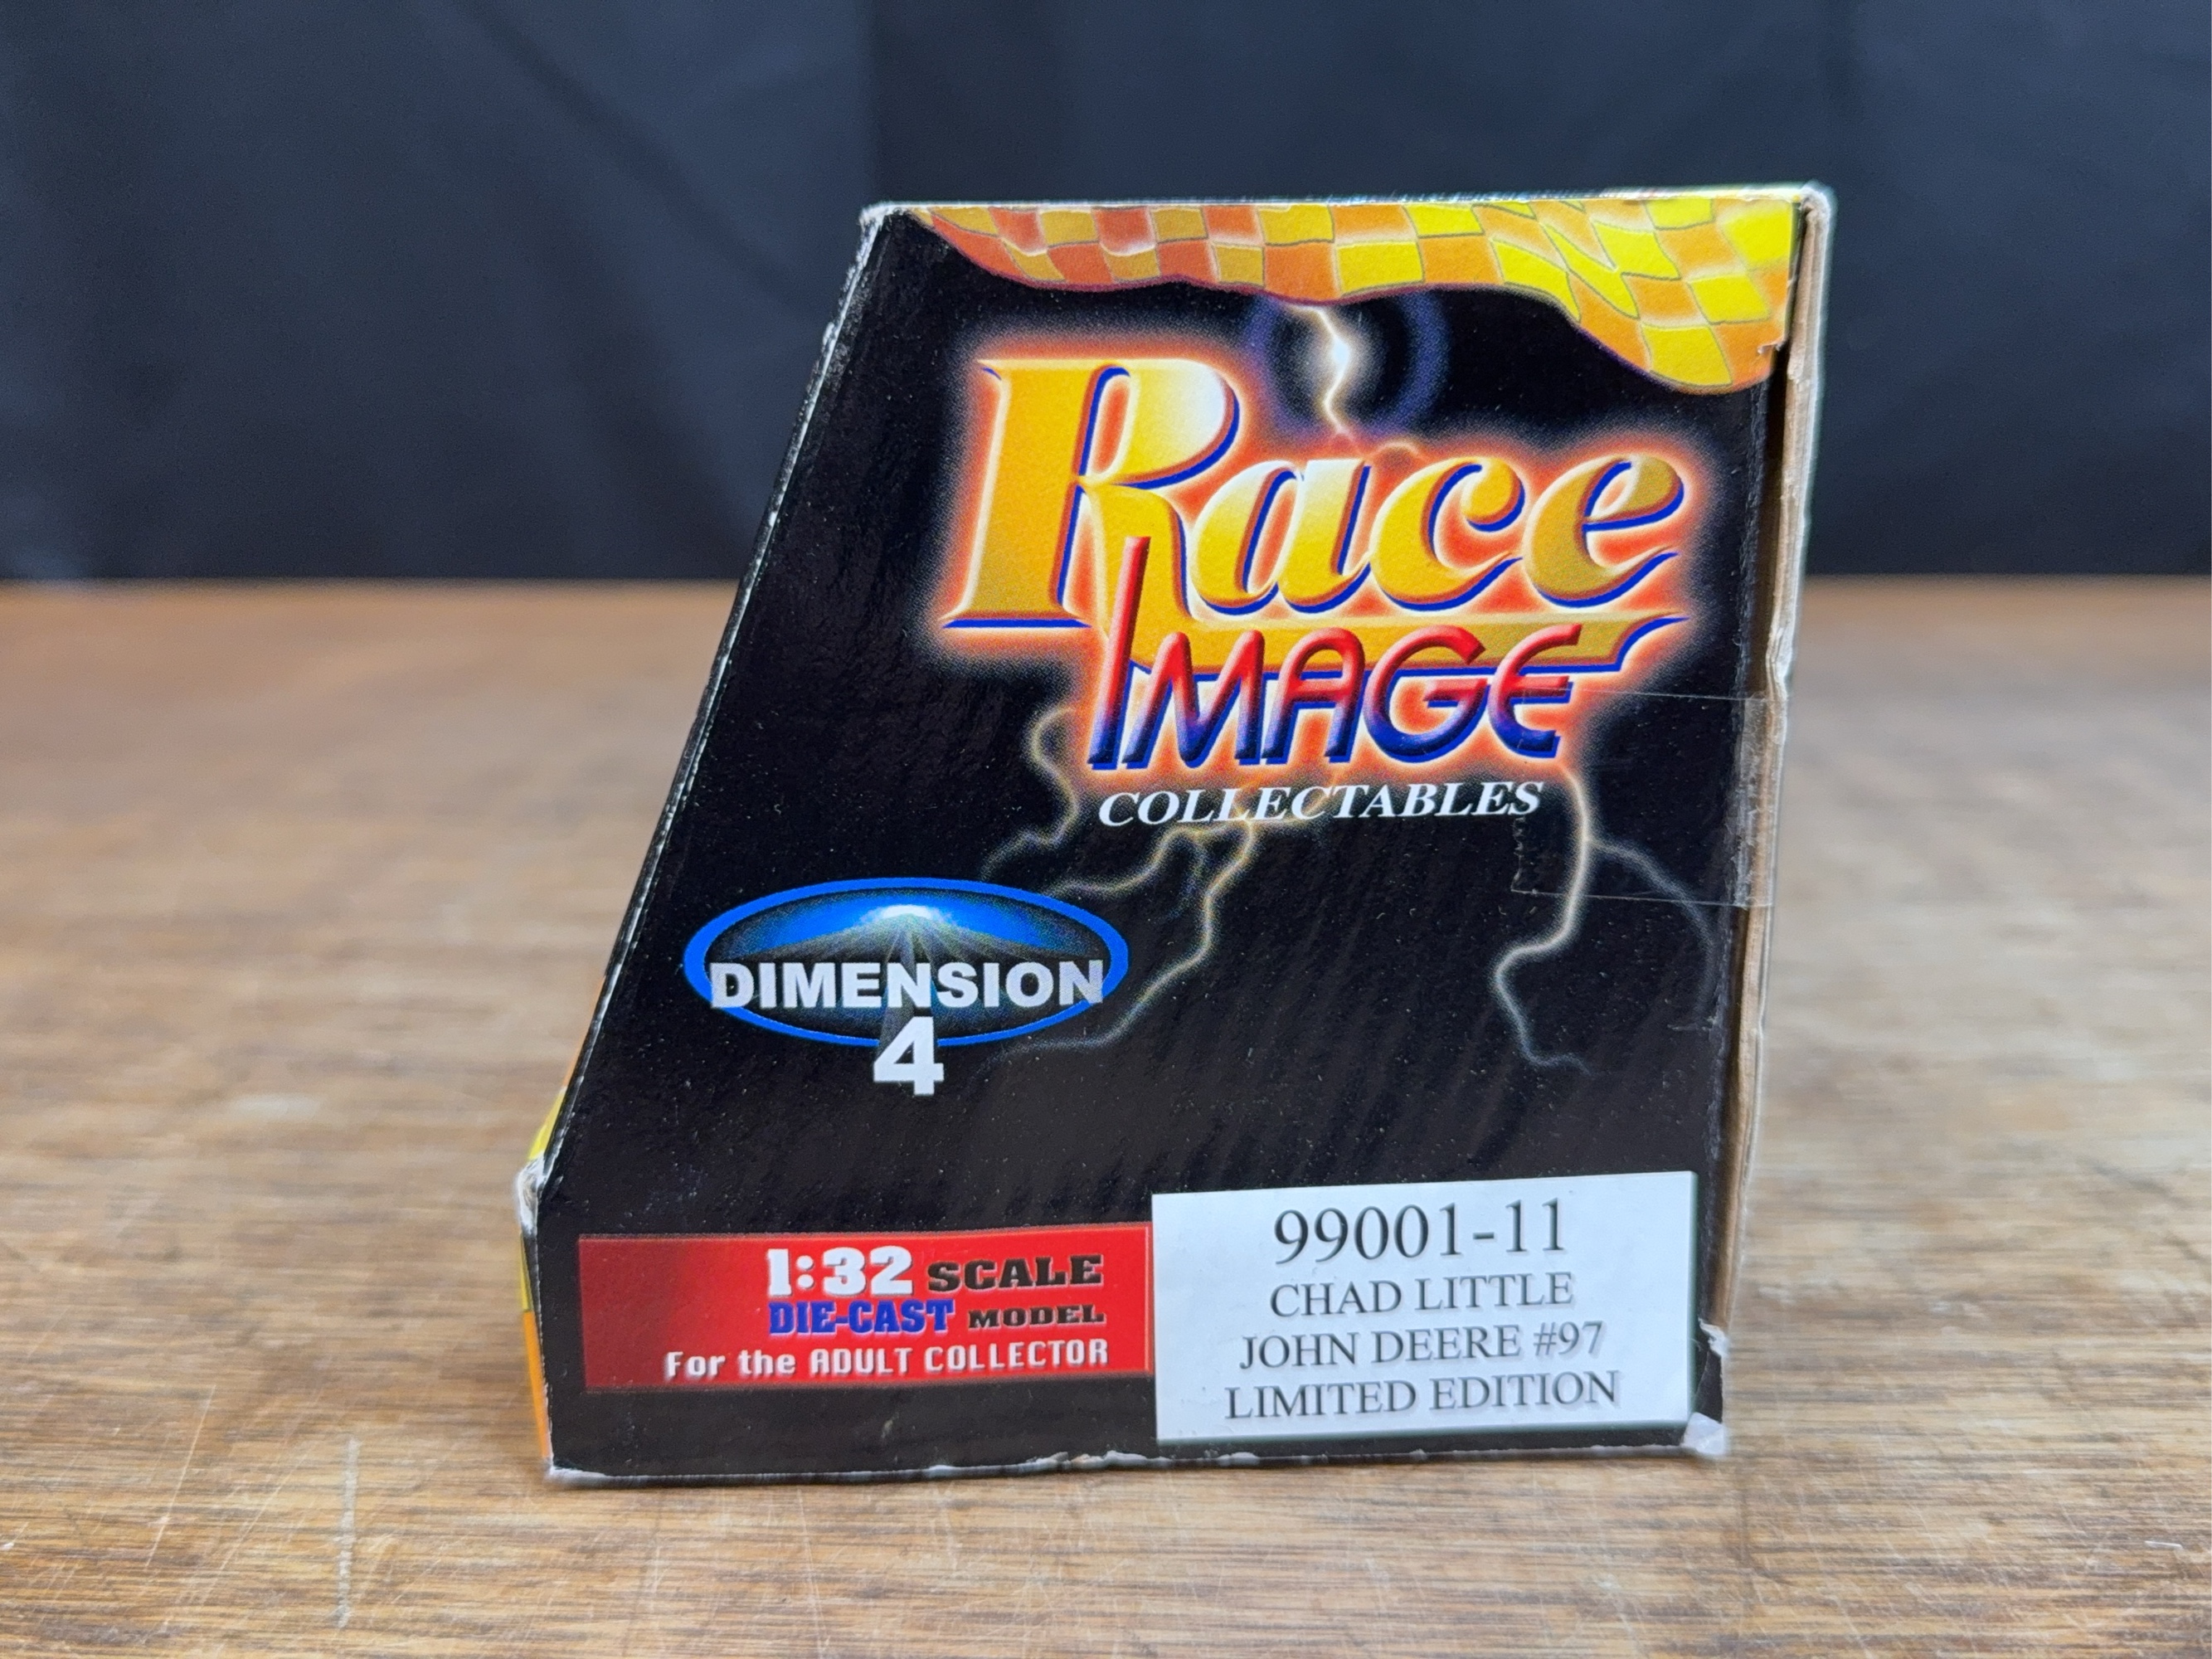 Race
IMAGE
COLLECTABLES
DIMENSION
4
1:32 SCALE
DIE-CAST MODEL
For the ADULT COLLECTOR
99001-11
CHAD LITTLE
JOHN DEERE #97
LIMITED EDITION